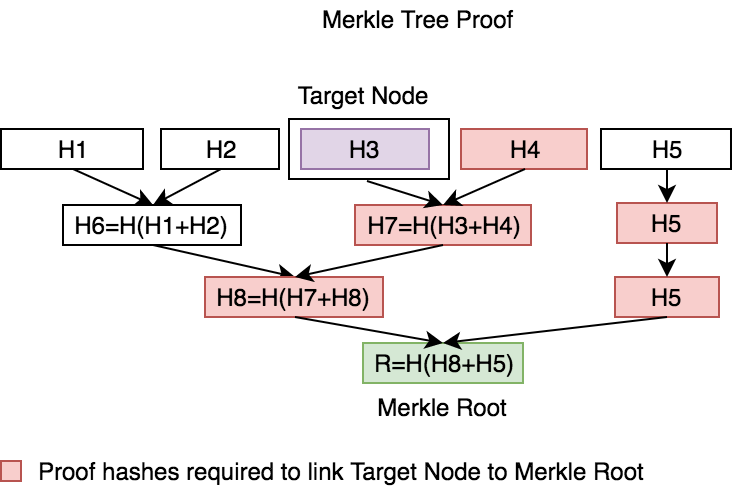 Merkle Tree Proof
Target Node
H1 H2 H3 H4 H5
H6=H(H1+H2) H7=H(H3+H4) H5
H8=H(H7+H8) H5
R=H(H8+H5)
Merkle Root
Proof hashes required to link Target Node to Merkle Root